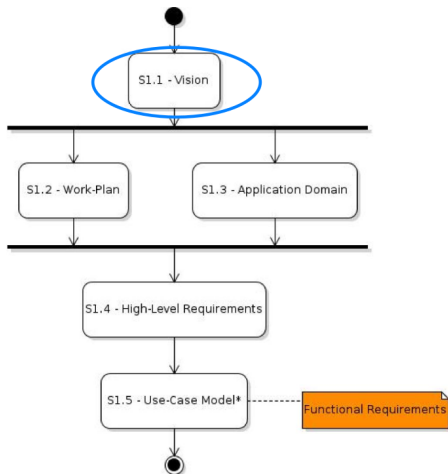 S1.1 - Vision
S1.2 - Work-Plan
S1.3 - Application Domain
S1.4 - High-Level Requirements
S1.5 - Use-Case Model*
Functional Requirements